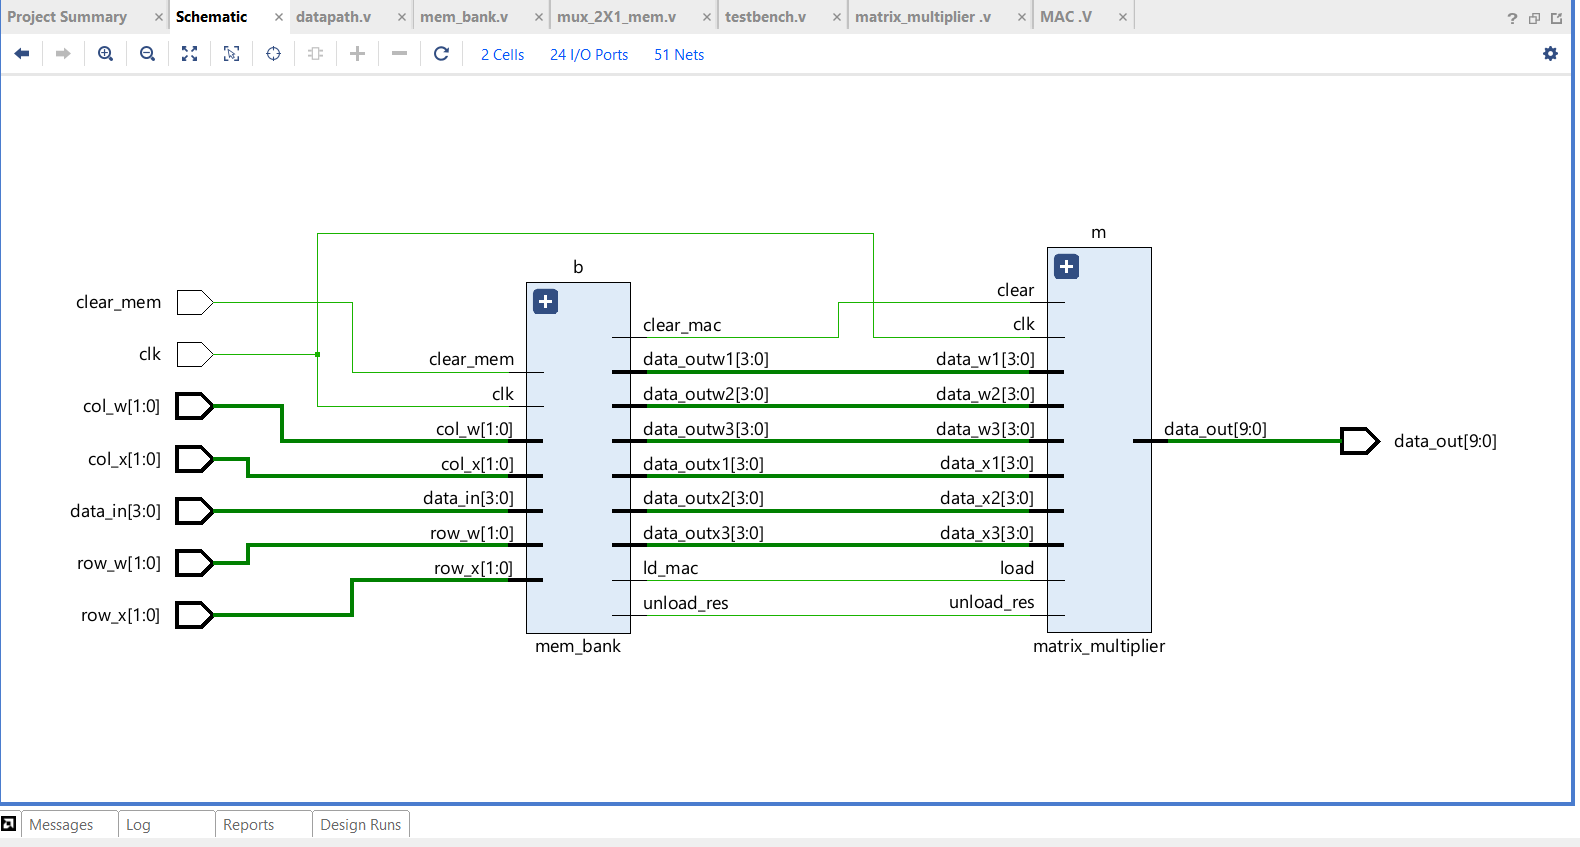 Project Summary × Schematic × datapath.v × mem_bank.v × mux_2X1_mem.v × testbench.v × matrix_multiplier .v × MAC .V ×
2 Cells 24 I/O Ports 51 Nets
clear_mem
clk
col_w[1:0]
col_x[1:0]
data_in[3:0]
row_w[1:0]
row_x[1:0]
b
clear_mem
clk
col_w[1:0]
col_x[1:0]
data_in[3:0]
row_w[1:0]
row_x[1:0]
clear_mac
data_outw1[3:0]
data_outw2[3:0]
data_outw3[3:0]
data_outx1[3:0]
data_outx2[3:0]
data_outx3[3:0]
ld_mac
unload_res
mem_bank
m
clear
clk
data_w1[3:0]
data_w2[3:0]
data_w3[3:0]
data_x1[3:0]
data_x2[3:0]
data_x3[3:0]
load
unload_res
data_out[9:0]
matrix_multiplier
data_out[9:0]
Messages Log Reports Design Runs